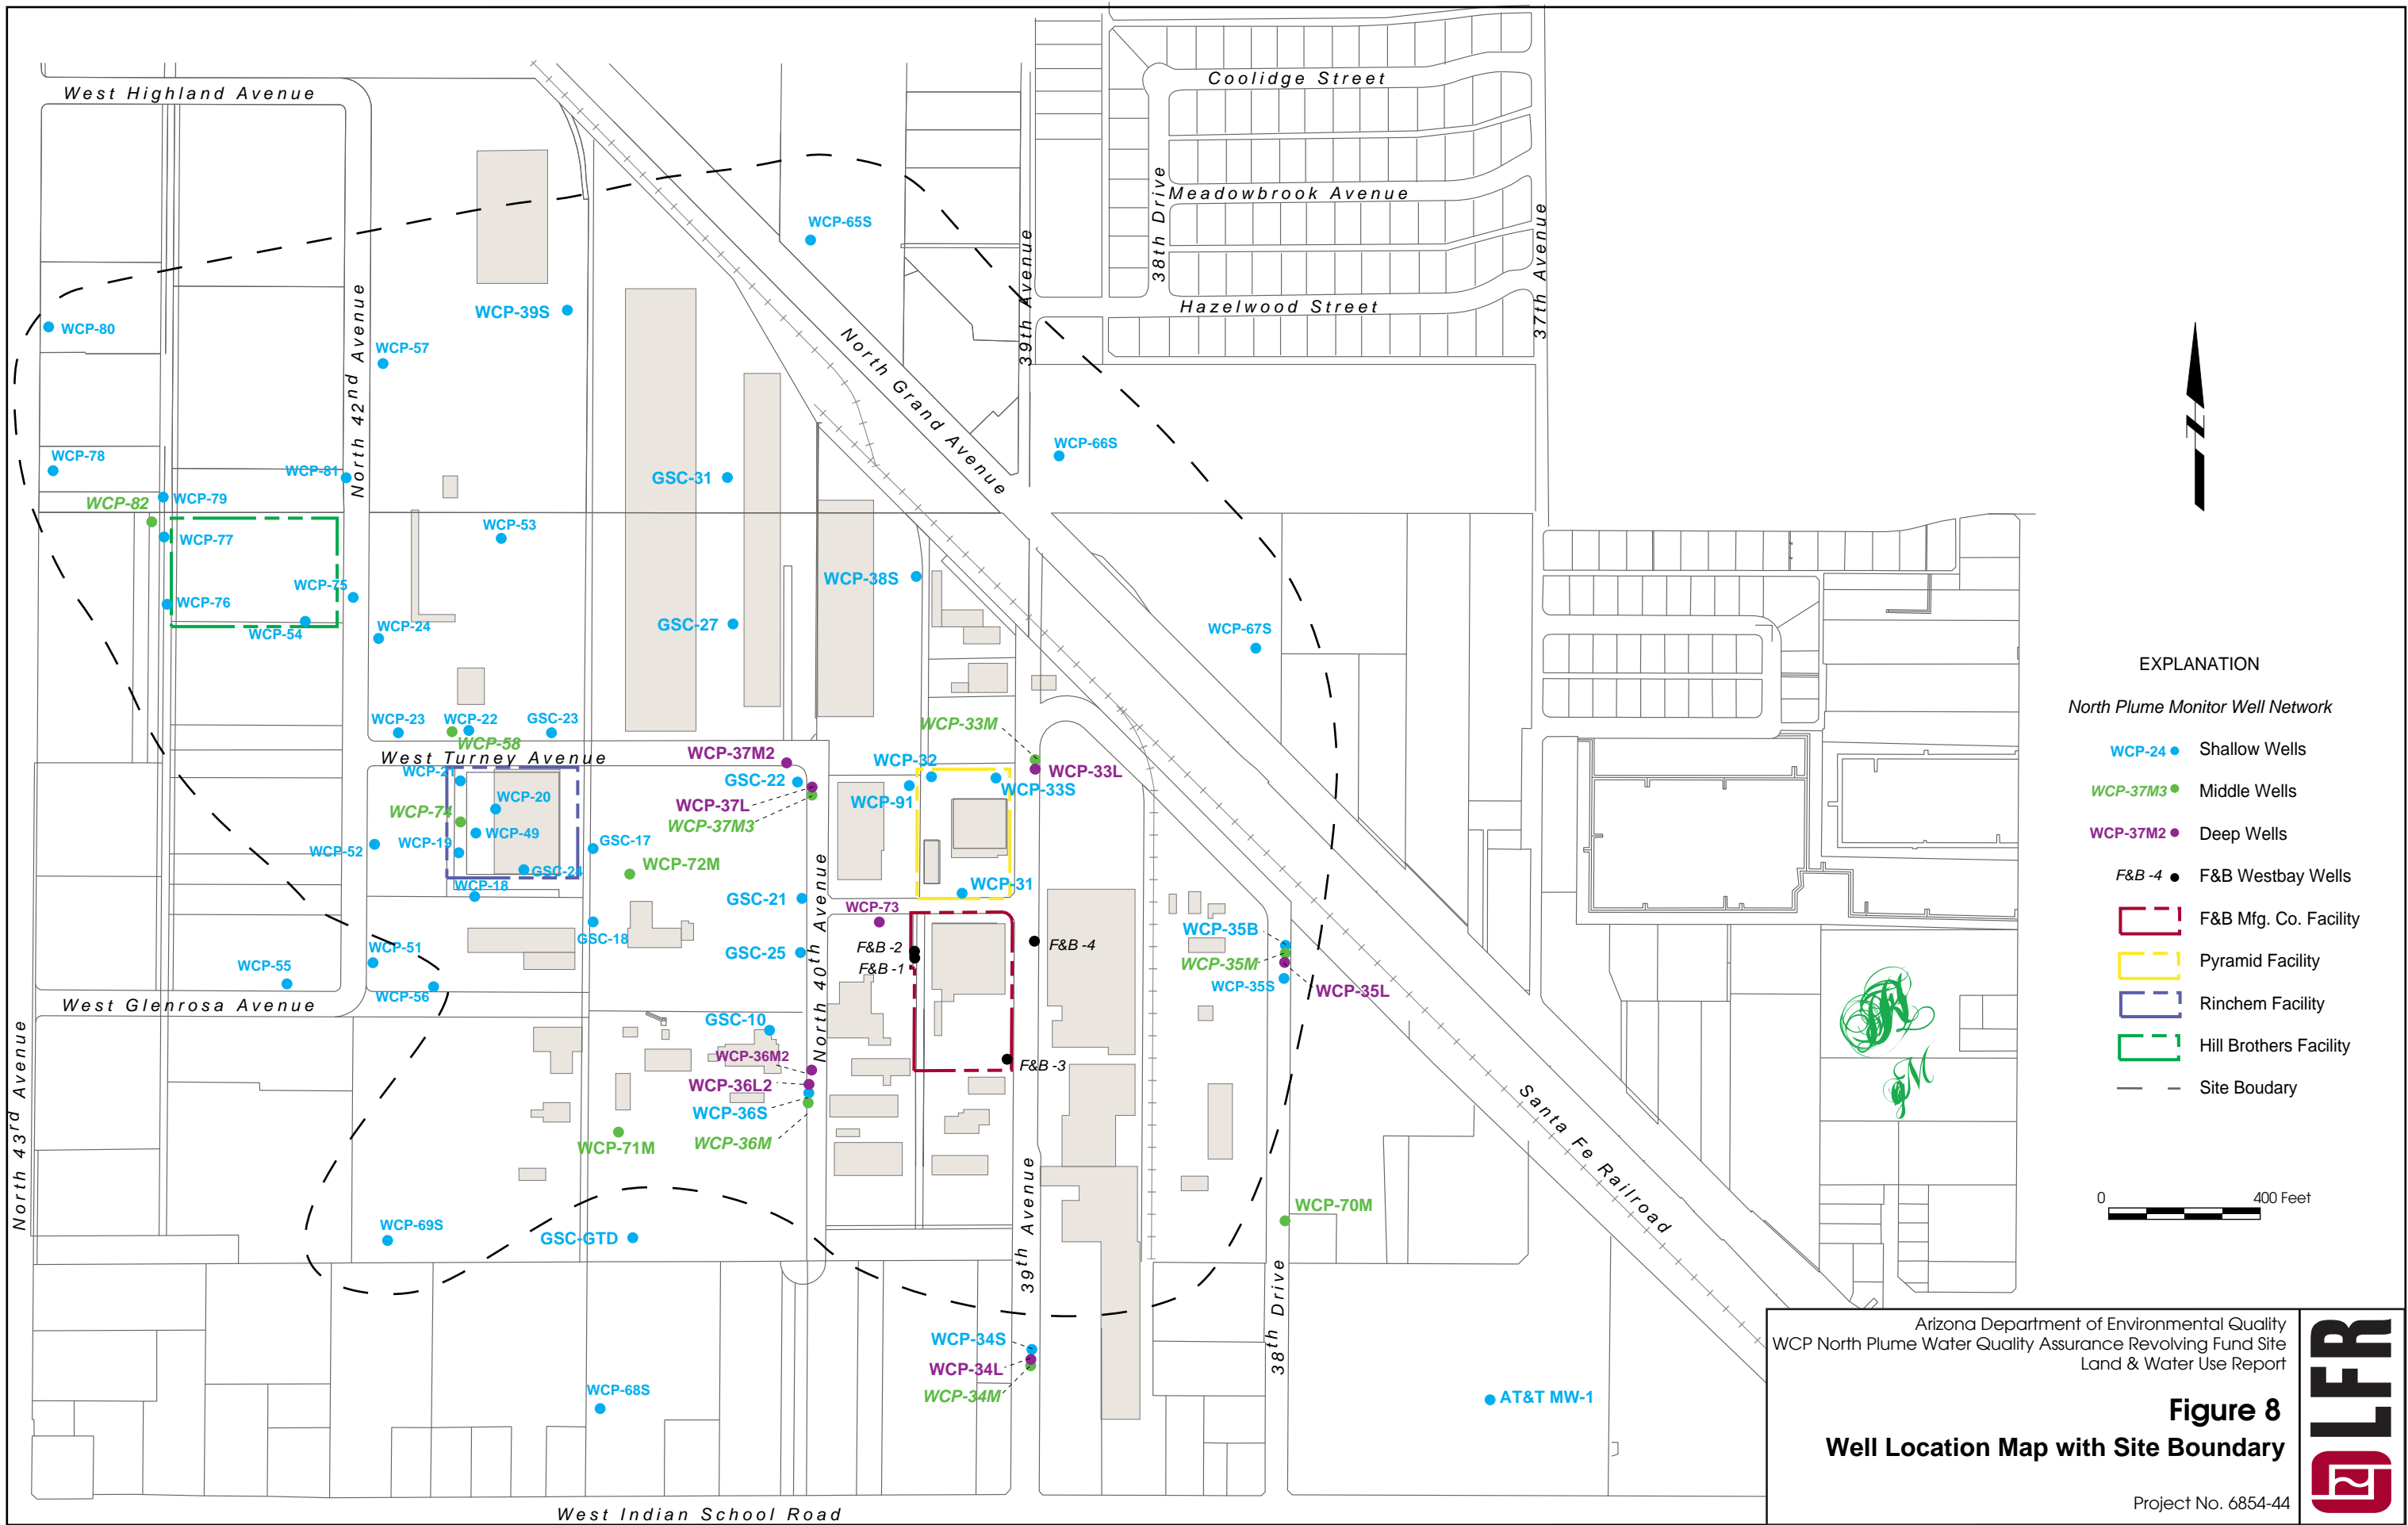 Coolidge Street
West Highland Avenue
Meadowbrook Avenue
38th Drive
WCP-65S
39th Avenue
37th Avenue
Hazelwood Street
WCP-39S
WCP-80
WCP-57
North 42nd Avenue
North Grand Avenue
WCP-66S
WCP-78
WCP-81
GSC-31
WCP-79
WCP-82
WCP-53
WCP-77
WCP-38S
WCP-75
WCP-76
WCP-54
WCP-24
GSC-27
WCP-67S
WCP-23
WCP-22
GSC-23
WCP-58
WCP-33M
West Turney Avenue
WCP-37M2
WCP-32
WCP-33L
WCP-21
GSC-22
WCP-33S
WCP-20
WCP-37L
WCP-91
WCP-74
WCP-37M3
WCP-49
WCP-19
GSC-17
WCP-52
WCP-72M
GSC-24
North 40th Avenue
WCP-18
WCP-31
GSC-21
WCP-73
GSC-18
F&B -2
F&B -4
WCP-35B
WCP-51
GSC-25
F&B -1
WCP-35M
WCP-55
WCP-56
WCP-35S
WCP-35L
West Glenrosa Avenue
GSC-10
WCP-36M2
F&B -3
WCP-36L2
WCP-36S
WCP-36M
WCP-71M
North 43rd Avenue
Santa Fe Railroad
39th Avenue
WCP-70M
WCP-69S
GSC-GTD
38th Drive
WCP-34S
WCP-34L
WCP-34M
WCP-68S
AT&T MW-1
West Indian School Road
N
EXPLANATION
North Plume Monitor Well Network
WCP-24 Shallow Wells
WCP-37M3 Middle Wells
WCP-37M2 Deep Wells
F&B -4 F&B Westbay Wells
F&B Mfg. Co. Facility
Pyramid Facility
Rinchem Facility
Hill Brothers Facility
Site Boudary
0 400 Feet
Arizona Department of Environmental Quality
WCP North Plume Water Quality Assurance Revolving Fund Site
Land & Water Use Report
Figure 8
Well Location Map with Site Boundary
Project No. 6854-44
LFR